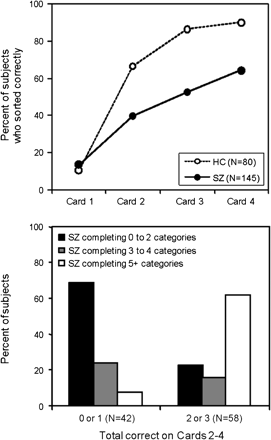 Percent of subjects
who sorted correctly
100
80
60
40
20
0
HC (N=80)
SZ (N=145)
Card 1 Card 2 Card 3 Card 4
Percent of subjects
100
80
60
40
20
0
SZ completing 0 to 2 categories
SZ completing 3 to 4 categories
SZ completing 5+ categories
0 or 1 (N=42) 2 or 3 (N=58)
Total correct on Cards 2-4